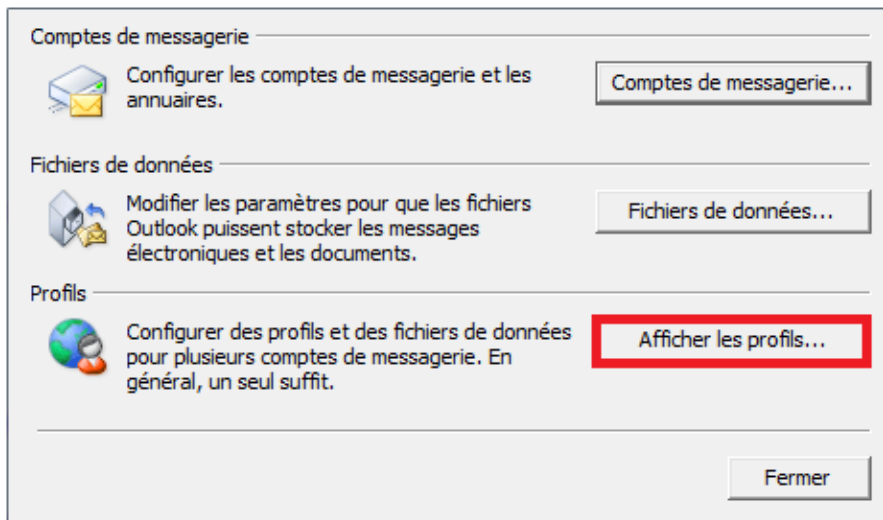 Comptes de messagerie
Configurer les comptes de messagerie et les
annuaires.
Comptes de messagerie...
Fichiers de données
Modifier les paramètres pour que les fichiers
Outlook puissent stocker les messages
électroniques et les documents.
Fichiers de données...
Profils
Configurer des profils et des fichiers de données
pour plusieurs comptes de messagerie. En
général, un seul suffit.
Afficher les profils...
Fermer